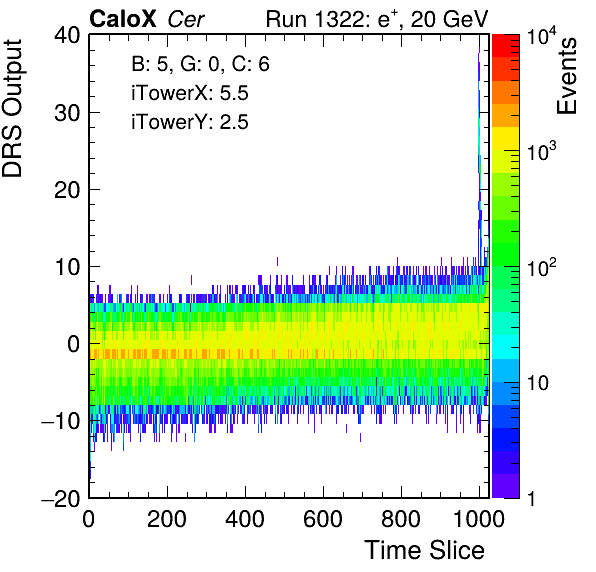 CaloX Cer Run 1322: e⁺, 20 GeV
DRS Output
B: 5, G: 0, C: 6
iTowerX: 5.5
iTowerY: 2.5
40
30
20
10
0
−10
−20
0 200 400 600 800 1000
Time Slice
Events
10⁴
10³
10²
10
1